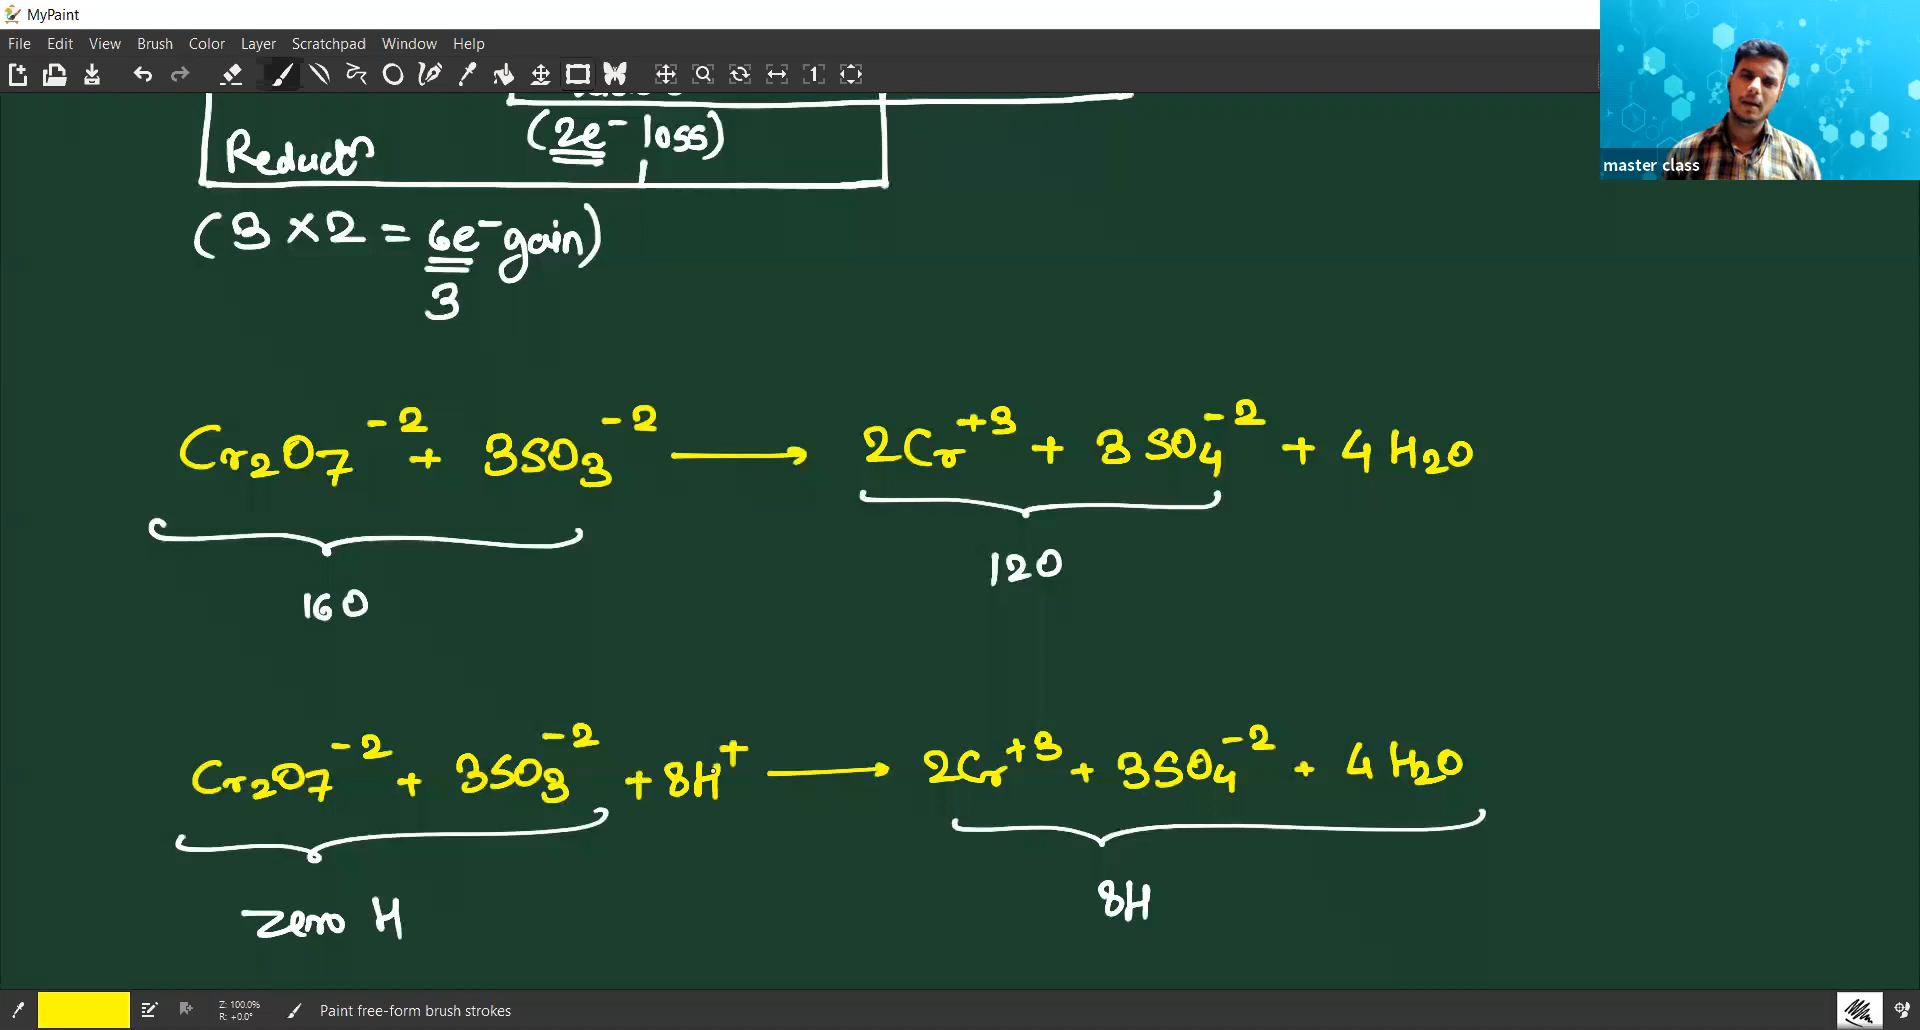 MyPaint
File Edit View Brush Color Layer Scratchpad Window Help
master class
(2e⁻ loss)
Reductⁿ
(3 × 2 = 6e⁻ gain)
3
Cr₂O₇⁻² + 3SO₃⁻² ⟶ 2Cr⁺³ + 3SO₄⁻² + 4H₂O
16O
12O
Cr₂O₇⁻² + 3SO₃⁻² + 8H⁺ ⟶ 2Cr⁺³ + 3SO₄⁻² + 4H₂O
Zero H
8H
Z: 100.0%
R: +0.0°
Paint free-form brush strokes